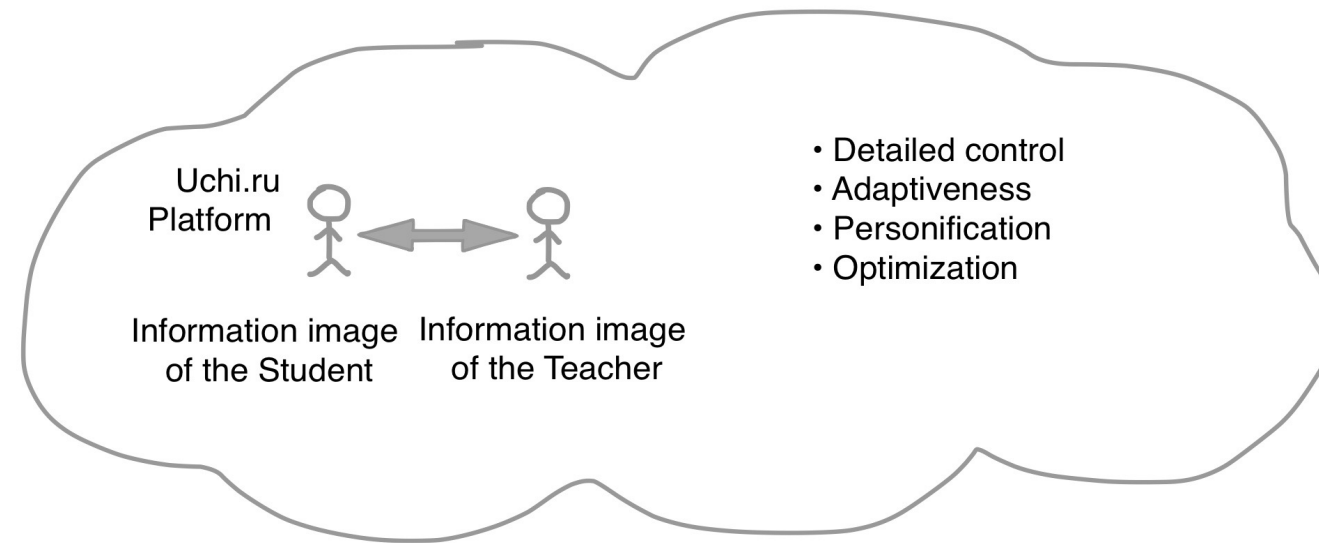 Uchi.ru
Platform
Information image
of the Student
Information image
of the Teacher
• Detailed control
• Adaptiveness
• Personification
• Optimization